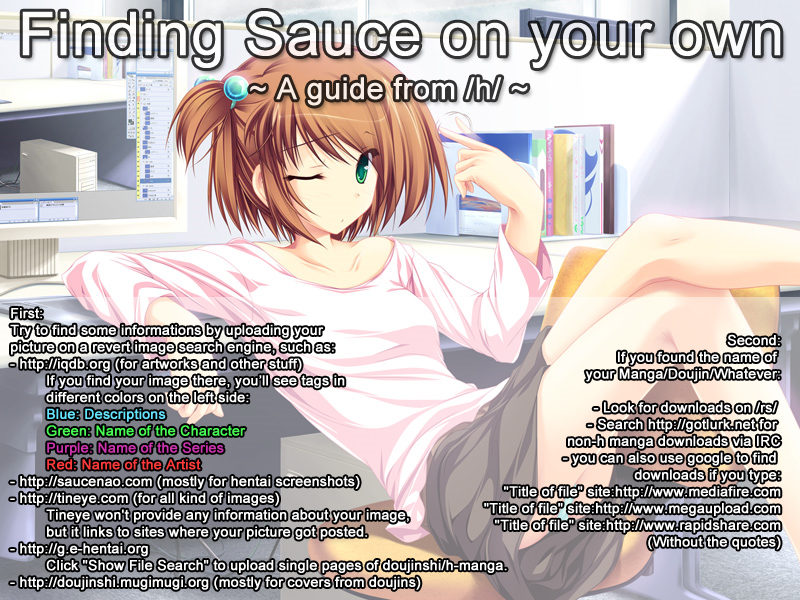 Finding Sauce on your own
~ A guide from /h/ ~
First:
Try to find some informations by uploading your
picture on a revert image search engine, such as:
- http://iqdb.org (for artworks and other stuff)
If you find your image there, you'll see tags in
different colors on the left side:
Blue: Descriptions
Green: Name of the Character
Purple: Name of the Series
Red: Name of the Artist
- http://saucenao.com (mostly for hentai screenshots)
- http://tineye.com (for all kind of images)
Tineye won't provide any information about your image,
but it links to sites where your picture got posted.
- http://g.e-hentai.org
Click "Show File Search" to upload single pages of doujinshi/h-manga.
- http://doujinshi.mugimugi.org (mostly for covers from doujins)
Second:
If you found the name of
your Manga/Doujin/Whatever:
- Look for downloads on /rs/
- Search http://gotlurk.net for
non-h manga downloads via IRC
- you can also use google to find
downloads if you type:
"Title of file" site:http://www.mediafire.com
"Title of file" site:http://www.megaupload.com
"Title of file" site:http://www.rapidshare.com
(Without the quotes)